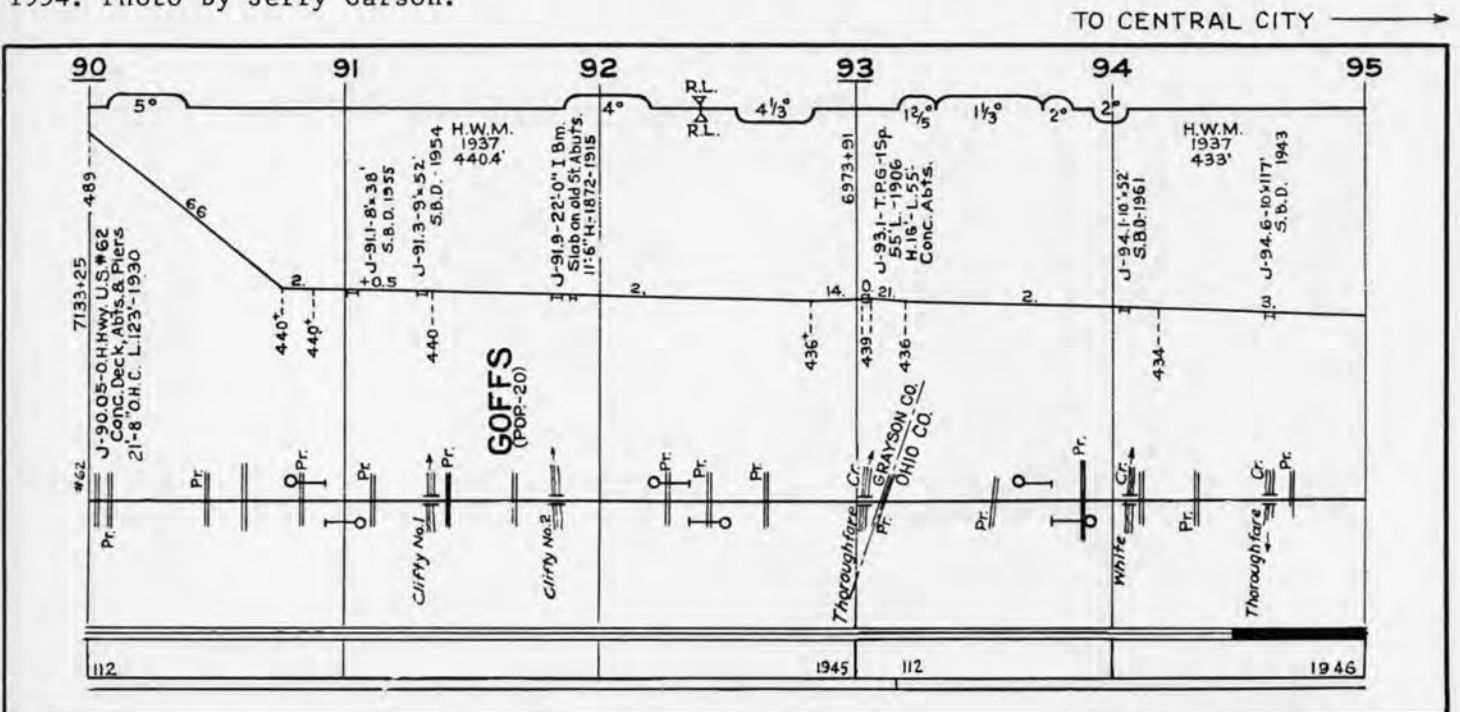 1954. Photo by Jerry Carson.
TO CENTRAL CITY
90
91
92
93
94
95
5°
4°
R.L.
R.L.
4⅓°
1⅖°
1⅓°
2°
2°
489
66
7133+25
J-90.05-O.H.Hwy. U.S.#62
Conc. Deck, Abts. & Piers
21'-8" O.H.C. L.123'-1930
2.
440+
440+
+0.5
J-91.1-8'x38'
S.B.D. 1955
J-91.3-9'x52'
S.B.D.-1954
H.W.M.
1937
440.4'
440
J-91.9-22'-0" I Bm.
Slab on old St. Abuts.
11'-6" H.-1872-1915
2.
14.
0.
21.
2.
6973+91
J-93.1-T.P.G-15p.
55' L.-1906
H.16'-L.55'-
Conc. Abts.
436+
439
436
J-94.1-10'x52'
S.B.D-1961
434
H.W.M.
1937
433'
J-94.6-10'x117'
S.B.D. 1943
.3
GOFFS
(POP.-20)
#62
Pr.
Pr.
Pr.
Pr.
Clifty No.1
Pr.
Clifty No.2
Pr.
Pr.
Thoroughfare Cr.
Pr.
GRAYSON CO.
OHIO CO.
Pr.
Pr.
White Cr.
Pr.
Thoroughfare Cr.
Pr.
112
1945
112
1946